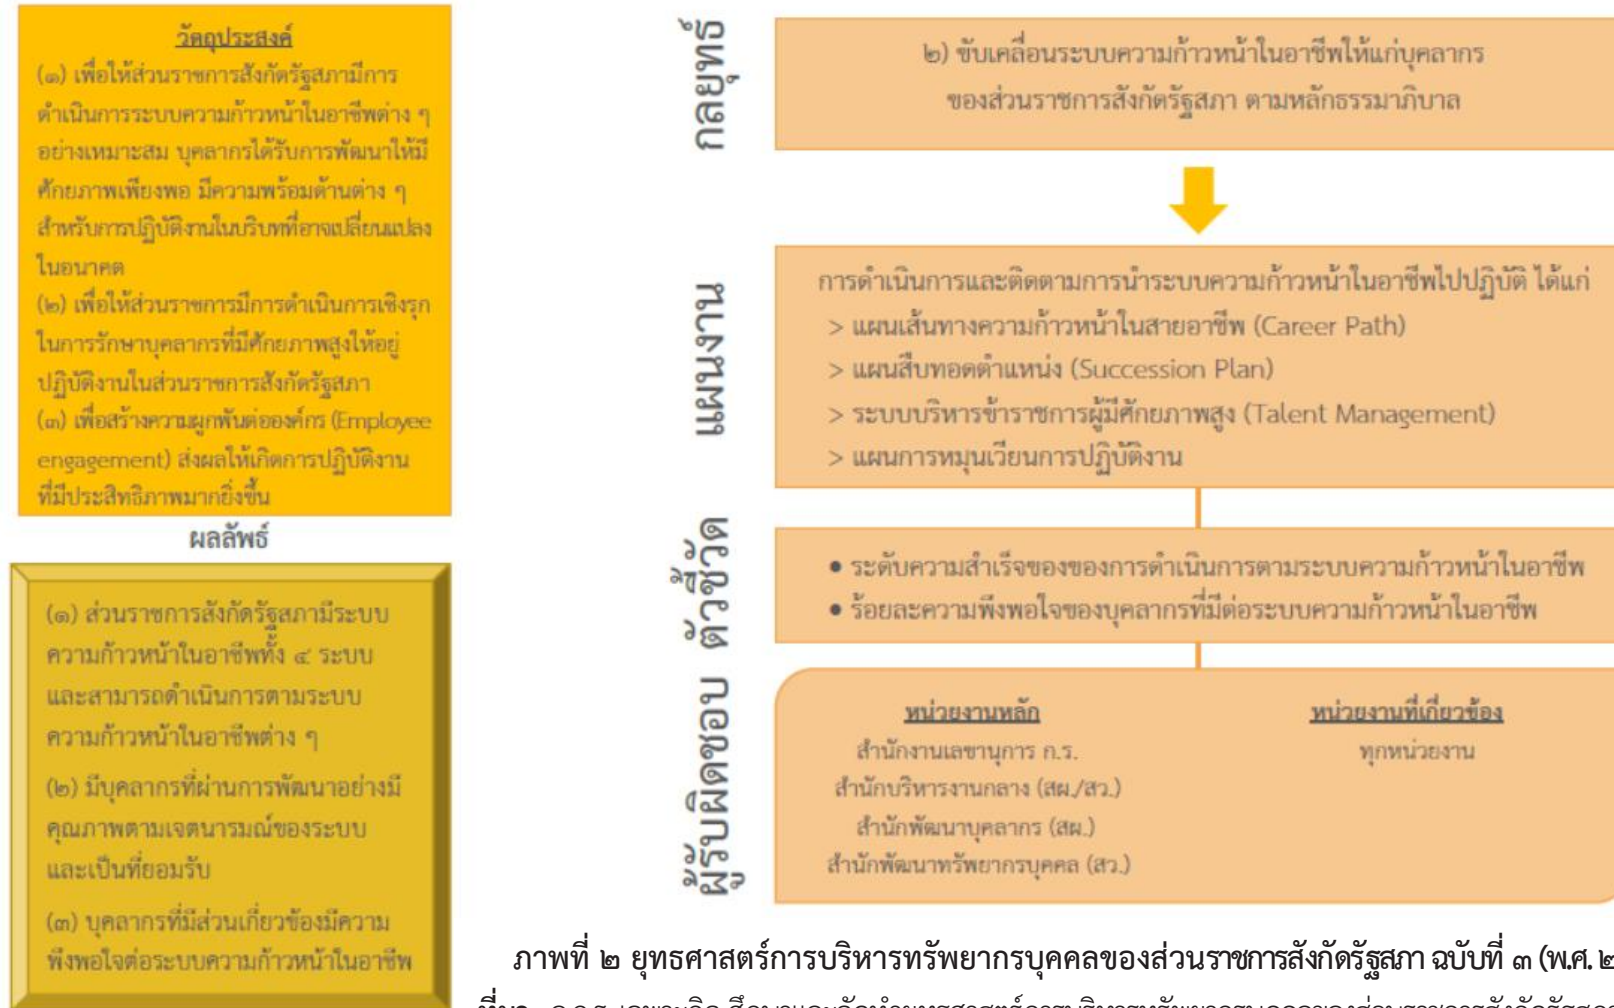 วัตถุประสงค์
(๑) เพื่อให้ส่วนราชการสังกัดรัฐสภามีการ
ดำเนินการระบบความก้าวหน้าในอาชีพต่าง ๆ
อย่างเหมาะสม บุคลากรได้รับการพัฒนาให้มี
ศักยภาพเพียงพอ มีความพร้อมด้านต่าง ๆ
สำหรับการปฏิบัติงานในบริบทที่อาจเปลี่ยนแปลง
ในอนาคต
(๒) เพื่อให้ส่วนราชการมีการดำเนินการเชิงรุก
ในการรักษาบุคลากรที่มีศักยภาพสูงให้อยู่
ปฏิบัติงานในส่วนราชการสังกัดรัฐสภา
(๓) เพื่อสร้างความผูกพันต่อองค์กร (Employee
engagement) ส่งผลให้เกิดการปฏิบัติงาน
ที่มีประสิทธิภาพมากยิ่งขึ้น
ผลลัพธ์
(๑) ส่วนราชการสังกัดรัฐสภามีระบบ
ความก้าวหน้าในอาชีพทั้ง ๔ ระบบ
และสามารถดำเนินการตามระบบ
ความก้าวหน้าในอาชีพต่าง ๆ
(๒) มีบุคลากรที่ผ่านการพัฒนาอย่างมี
คุณภาพตามเจตนารมณ์ของระบบ
และเป็นที่ยอมรับ
(๓) บุคลากรที่มีส่วนเกี่ยวข้องมีความ
พึงพอใจต่อระบบความก้าวหน้าในอาชีพ
กลยุทธ์
๒) ขับเคลื่อนระบบความก้าวหน้าในอาชีพให้แก่บุคลากร
ของส่วนราชการสังกัดรัฐสภา ตามหลักธรรมาภิบาล
แผนงาน
การดำเนินการและติดตามการนำระบบความก้าวหน้าในอาชีพไปปฏิบัติ ได้แก่
> แผนเส้นทางความก้าวหน้าในสายอาชีพ (Career Path)
> แผนสืบทอดตำแหน่ง (Succession Plan)
> ระบบบริหารข้าราชการผู้มีศักยภาพสูง (Talent Management)
> แผนการหมุนเวียนการปฏิบัติงาน
ตัวชี้วัด
● ระดับความสำเร็จของของการดำเนินการตามระบบความก้าวหน้าในอาชีพ
● ร้อยละความพึงพอใจของบุคลากรที่มีต่อระบบความก้าวหน้าในอาชีพ
ผู้รับผิดชอบ
หน่วยงานหลัก
สำนักงานเลขานุการ ก.ร.
สำนักบริหารงานกลาง (สผ./สว.)
สำนักพัฒนาบุคลากร (สผ.)
สำนักพัฒนาทรัพยากรบุคคล (สว.)
หน่วยงานที่เกี่ยวข้อง
ทุกหน่วยงาน
ภาพที่ ๒ ยุทธศาสตร์การบริหารทรัพยากรบุคคลของส่วนราชการสังกัดรัฐสภา ฉบับที่ ๓ (พ.ศ. ๒